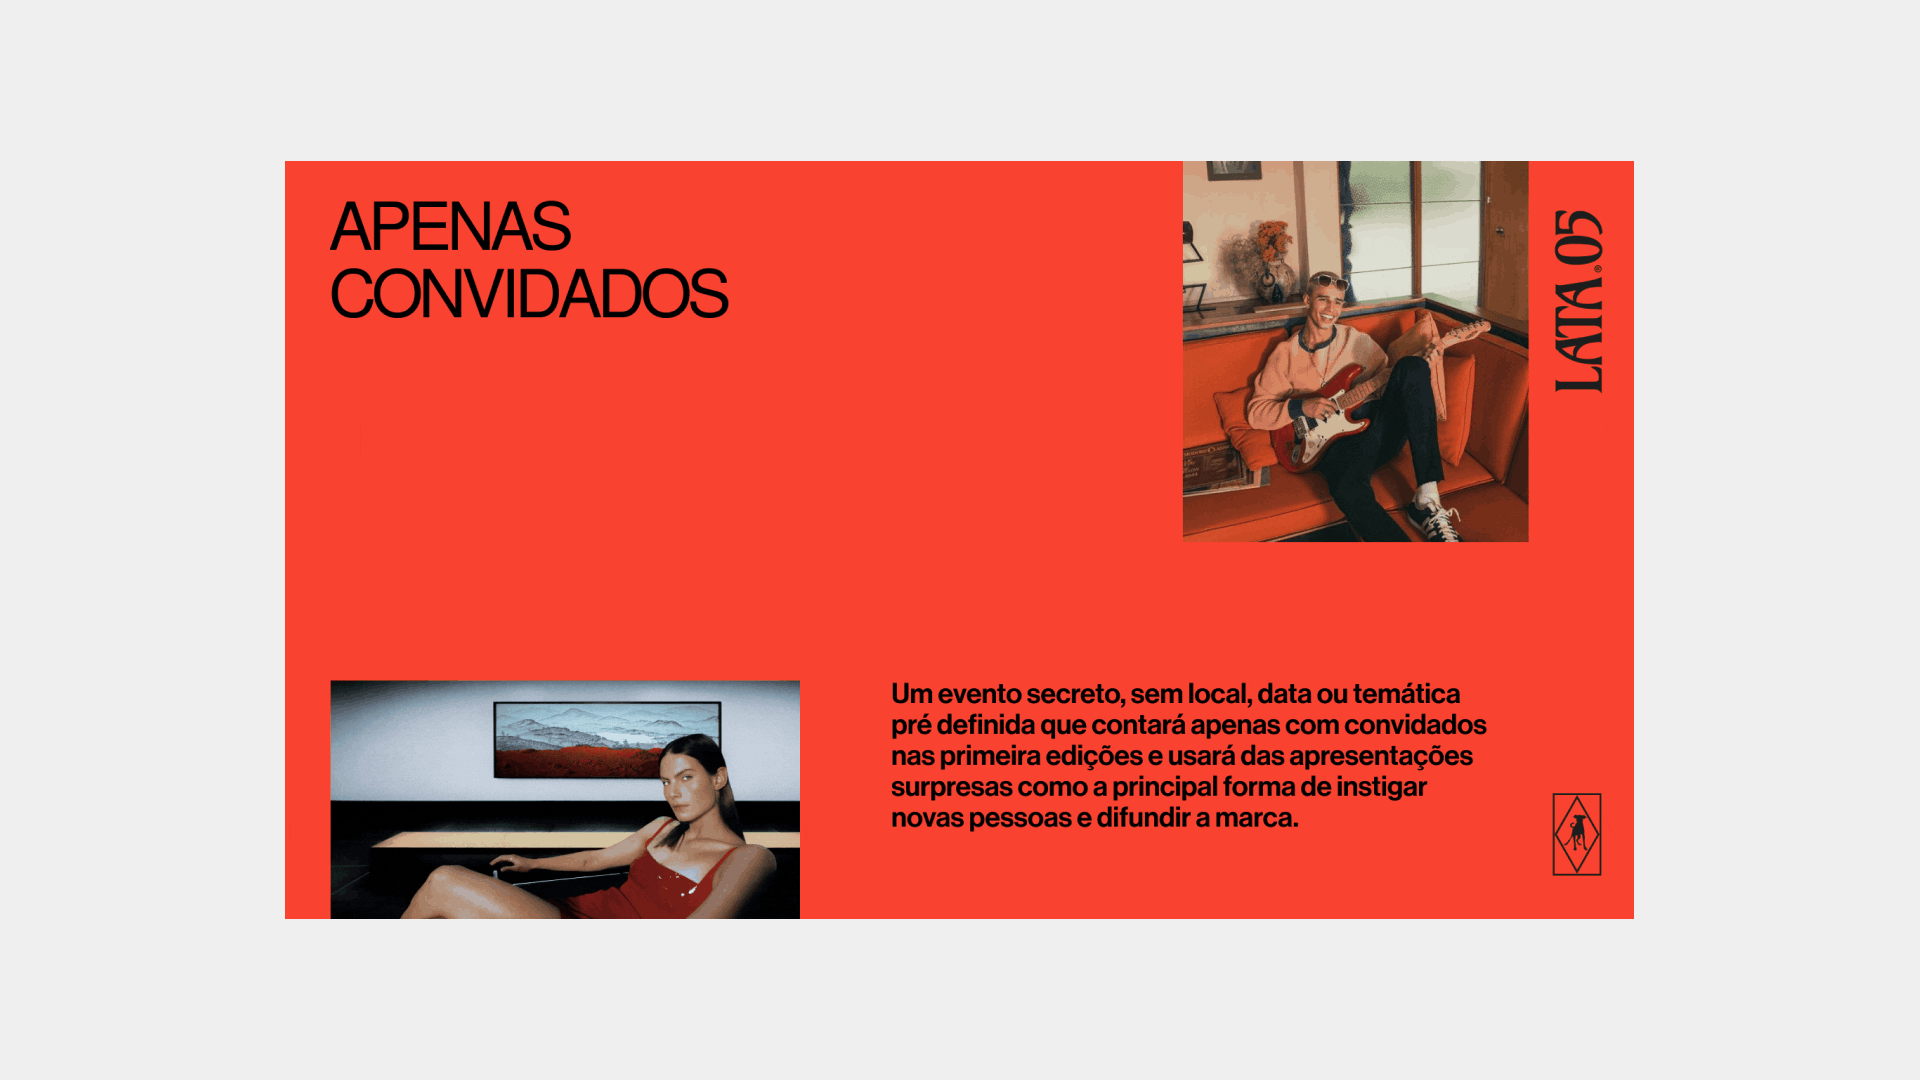 APENAS
CONVIDADOS
LATA.05
Um evento secreto, sem local, data ou temática
pré definida que contará apenas com convidados
nas primeira edições e usará das apresentações
surpresas como a principal forma de instigar
novas pessoas e difundir a marca.